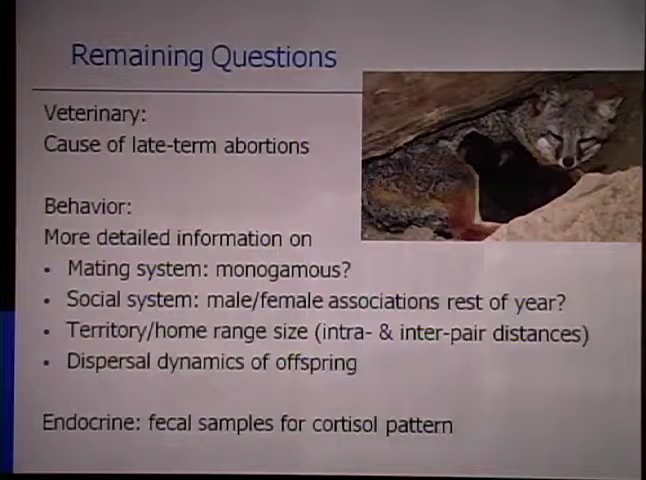 Remaining Questions
Veterinary:
Cause of late-term abortions
Behavior:
More detailed information on
• Mating system: monogamous?
• Social system: male/female associations rest of year?
• Territory/home range size (intra- & inter-pair distances)
• Dispersal dynamics of offspring
Endocrine: fecal samples for cortisol pattern